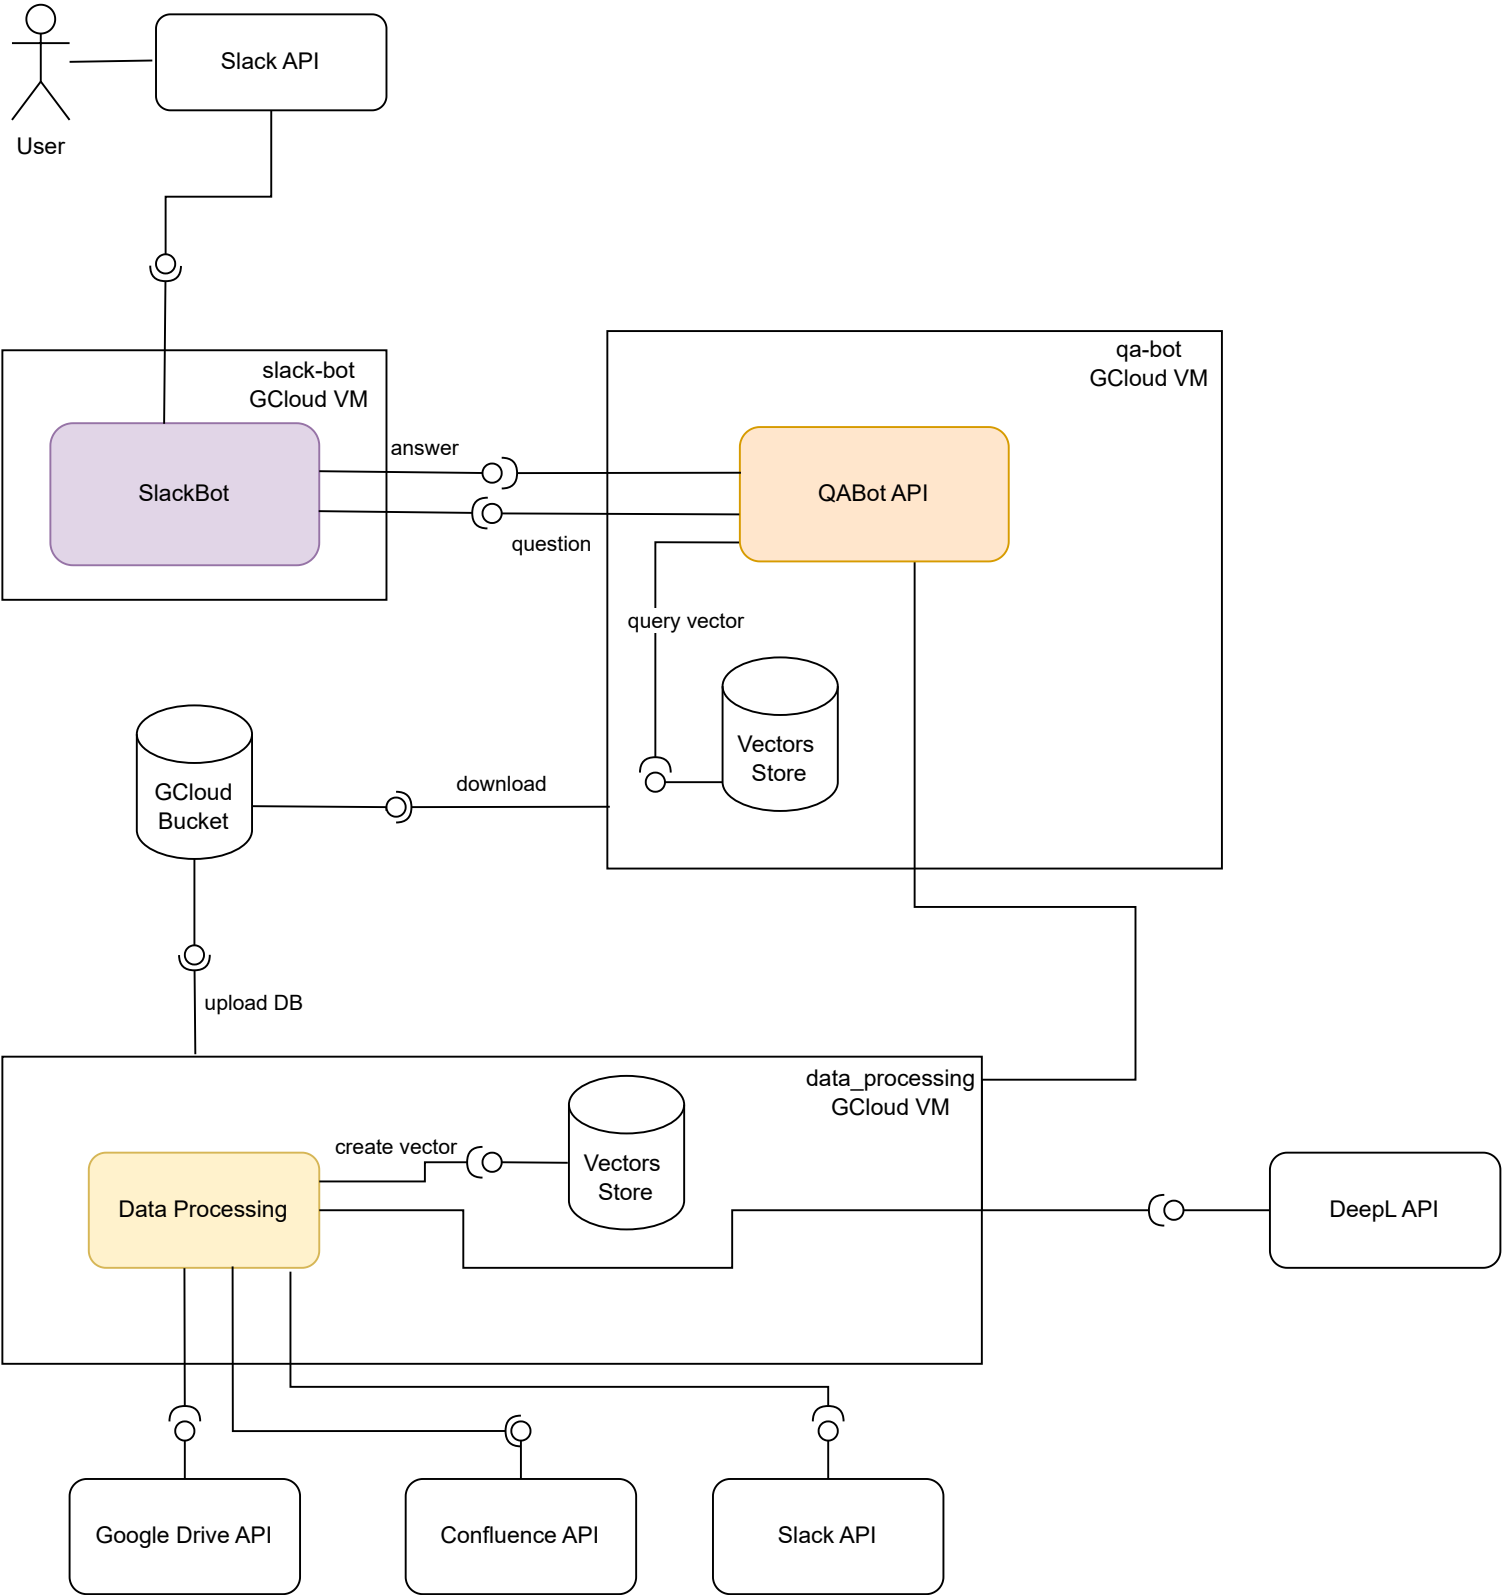 Slack API
User
slack-bot
GCloud VM
qa-bot
GCloud VM
answer
SlackBot
QABot API
question
query vector
Vectors
Store
GCloud
Bucket
download
upload DB
data_processing
GCloud VM
create vector
Vectors
Store
Data Processing
DeepL API
Google Drive API
Confluence API
Slack API